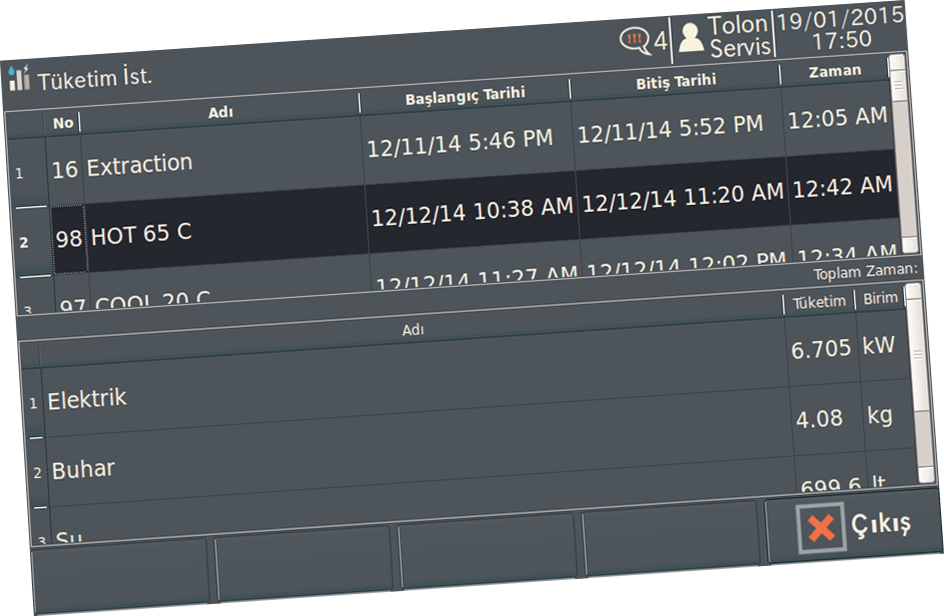 Tüketim İst.
4
Tolon
Servis
19/01/2015
17:50
No Adı Başlangıç Tarihi Bitiş Tarihi Zaman
1 16 Extraction 12/11/14 5:46 PM 12/11/14 5:52 PM 12:05 AM
2 98 HOT 65 C 12/12/14 10:38 AM 12/12/14 11:20 AM 12:42 AM
3 97 COOL 20 C 12/12/14 11:27 AM 12/12/14 12:02 PM 12:34 AM
Toplam Zaman:
Adı Tüketim Birim
1 Elektrik 6.705 kW
2 Buhar 4.08 kg
3 Su 699.6 lt
Çıkış